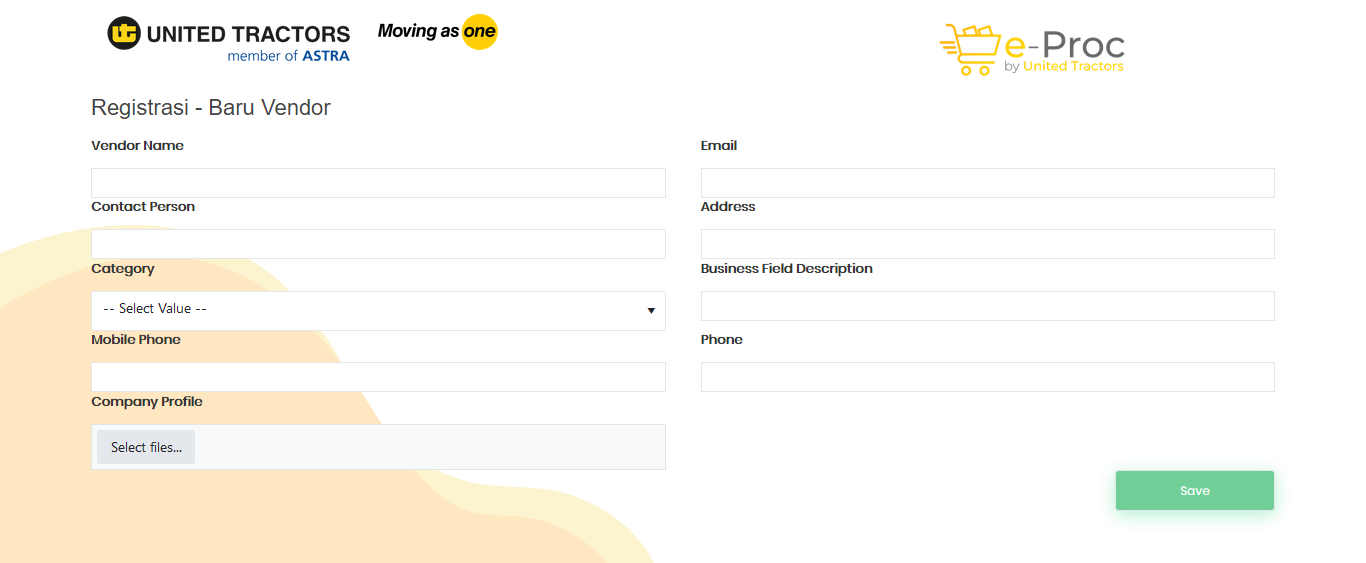 UNITED TRACTORS
member of ASTRA
Moving as one
e-Proc
by United Tractors
Registrasi - Baru Vendor
Vendor Name
Email
Contact Person
Address
Category
Business Field Description
-- Select Value --
Mobile Phone
Phone
Company Profile
Select files...
Save